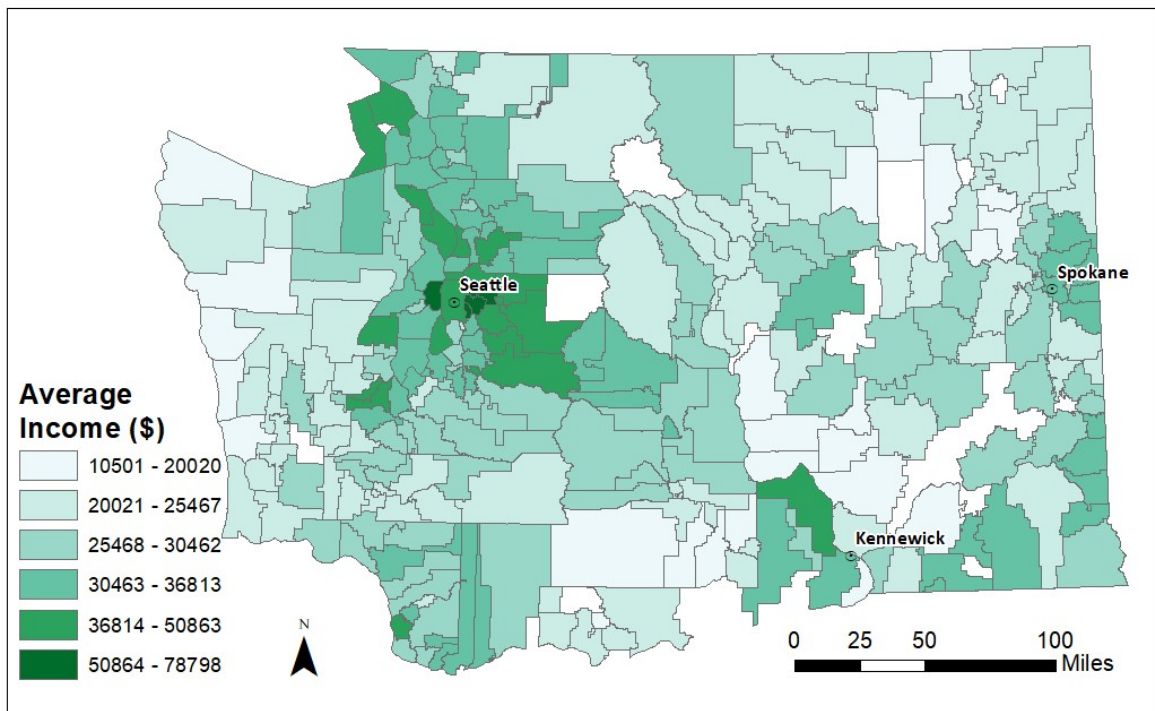 Seattle
Spokane
Kennewick
Average
Income ($)
10501 - 20020
20021 - 25467
25468 - 30462
30463 - 36813
36814 - 50863
50864 - 78798
N
0 25 50 100
Miles